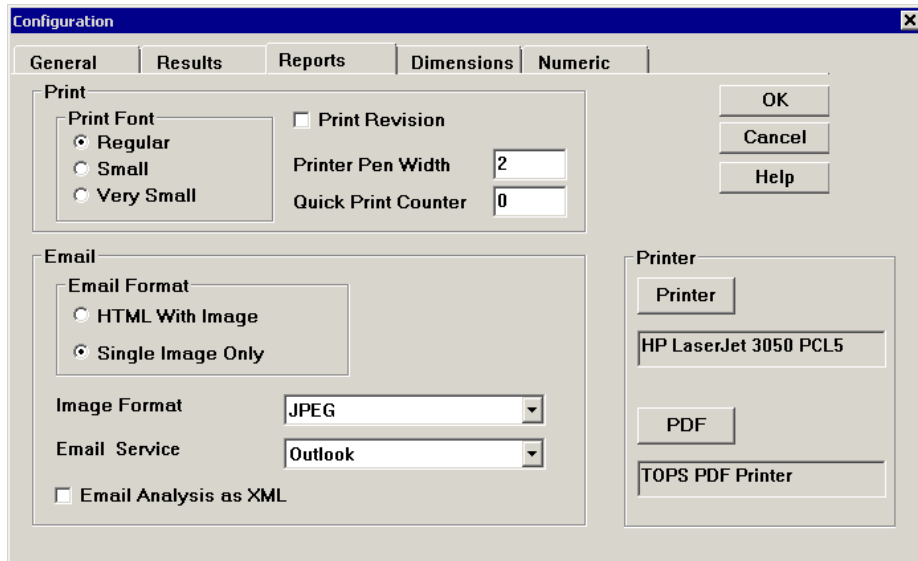 Configuration
General Results Reports Dimensions Numeric
Print
Print Font
Regular
Small
Very Small
Print Revision
Printer Pen Width 2
Quick Print Counter 0
OK
Cancel
Help
Email
Email Format
HTML With Image
Single Image Only
Image Format JPEG
Email Service Outlook
Email Analysis as XML
Printer
Printer
HP LaserJet 3050 PCL5
PDF
TOPS PDF Printer